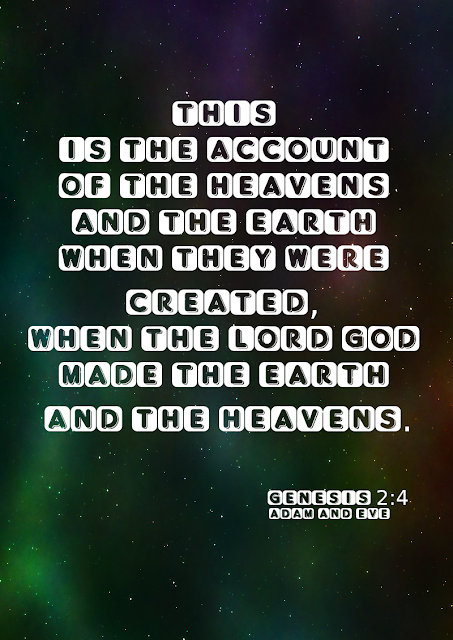 THIS
IS THE ACCOUNT
OF THE HEAVENS
AND THE EARTH
WHEN THEY WERE
CREATED,
WHEN THE LORD GOD
MADE THE EARTH
AND THE HEAVENS.
GENESIS 2:4
ADAM AND EVE